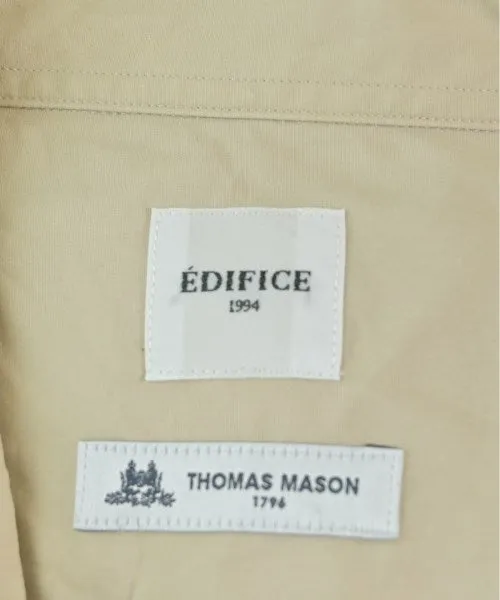 ÉDIFICE
1994
THOMAS MASON
1796